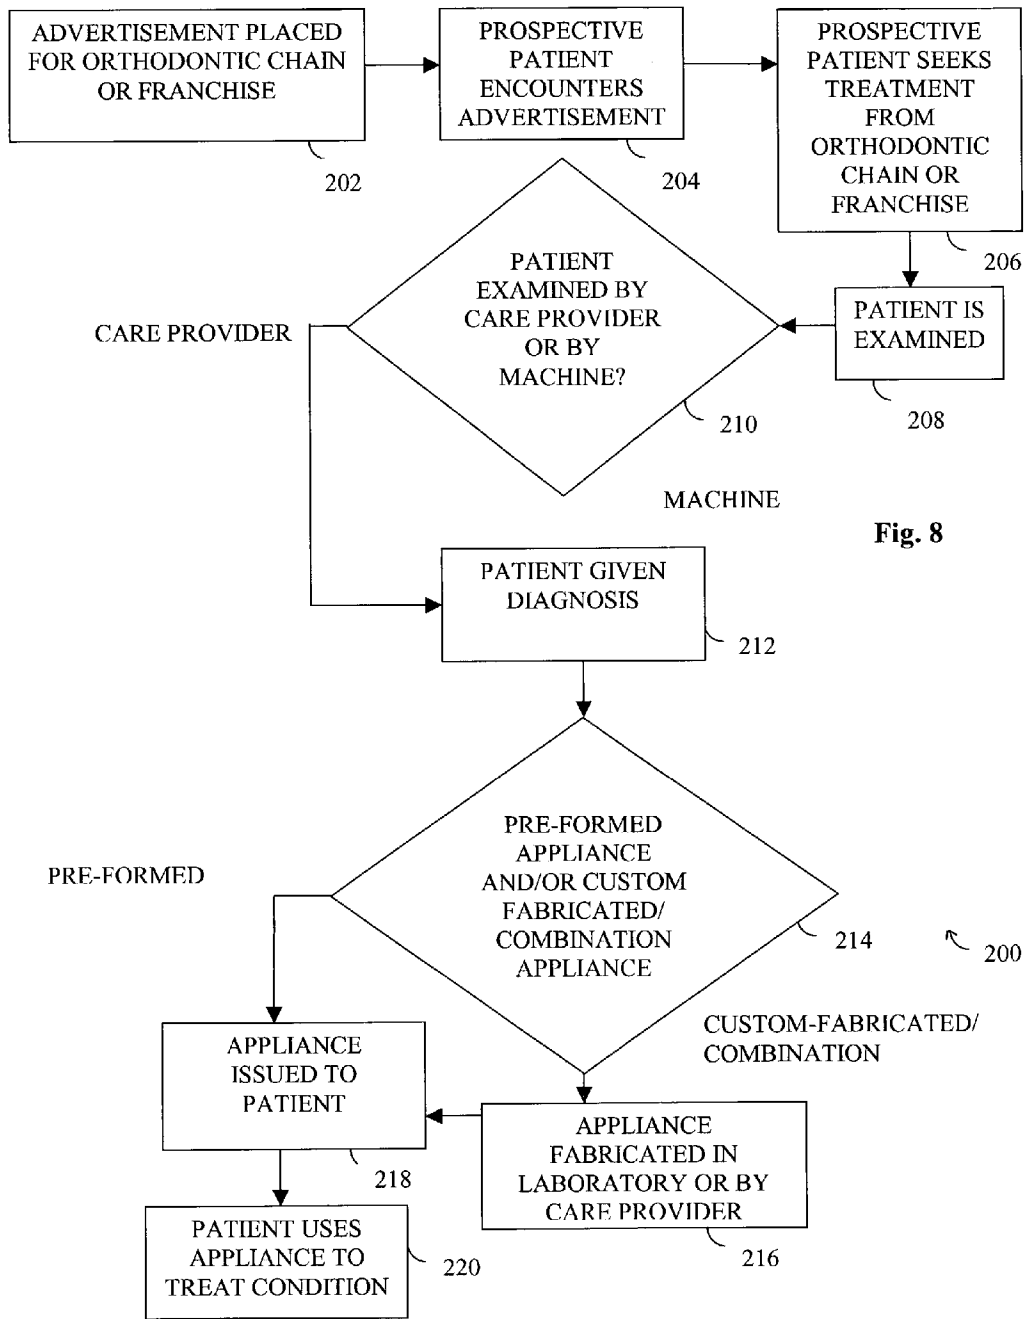 ADVERTISEMENT PLACED
FOR ORTHODONTIC CHAIN
OR FRANCHISE
202
PROSPECTIVE
PATIENT
ENCOUNTERS
ADVERTISEMENT
204
PROSPECTIVE
PATIENT SEEKS
TREATMENT
FROM
ORTHODONTIC
CHAIN OR
FRANCHISE
206
PATIENT IS
EXAMINED
208
PATIENT
EXAMINED BY
CARE PROVIDER
OR BY
MACHINE?
210
CARE PROVIDER
MACHINE
Fig. 8
PATIENT GIVEN
DIAGNOSIS
212
PRE-FORMED
APPLIANCE
AND/OR CUSTOM
FABRICATED/
COMBINATION
APPLIANCE
214
200
PRE-FORMED
CUSTOM-FABRICATED/
COMBINATION
APPLIANCE
ISSUED TO
PATIENT
218
APPLIANCE
FABRICATED IN
LABORATORY OR BY
CARE PROVIDER
216
PATIENT USES
APPLIANCE TO
TREAT CONDITION
220